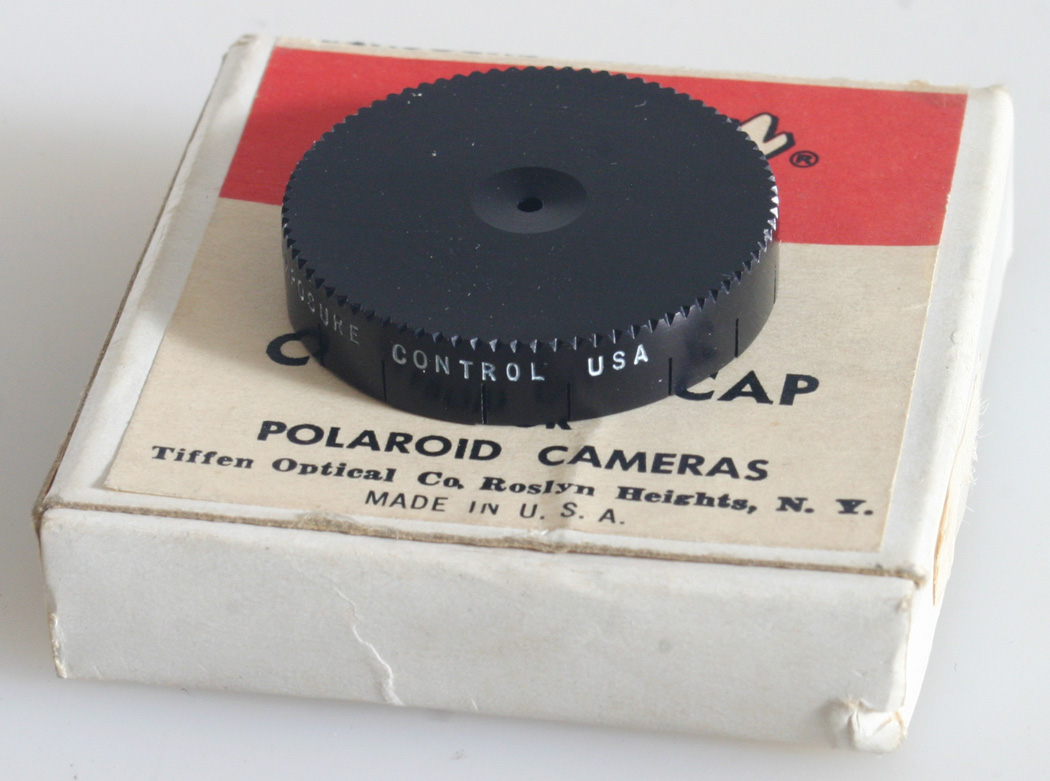 N®
CONTROL USA
CAP
POLAROID CAMERAS
Tiffen Optical Co. Roslyn Heights, N. Y.
MADE IN U. S. A.